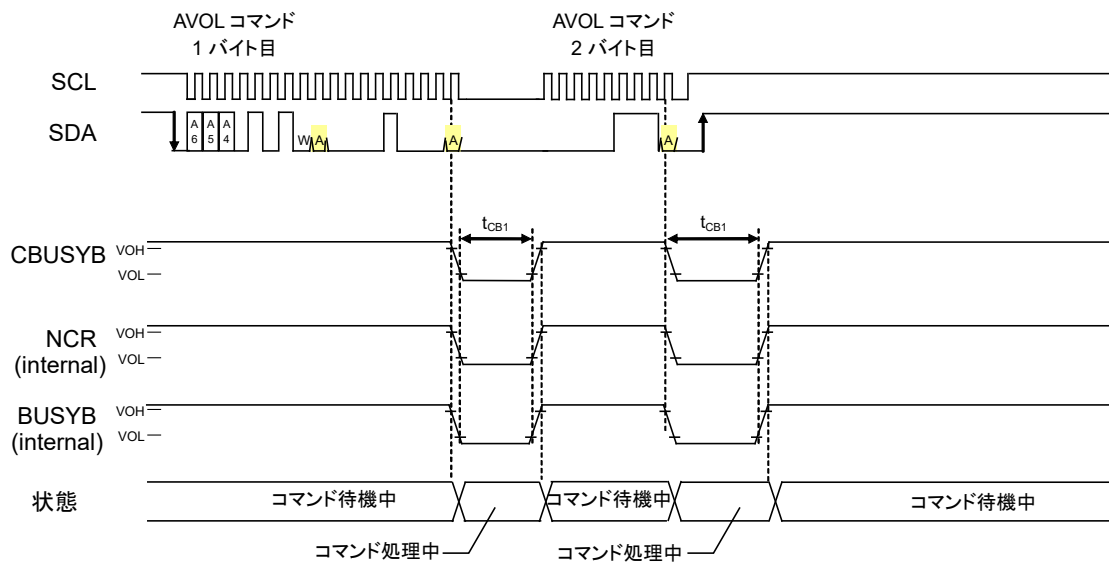 AVOL コマンド
1 バイト目
AVOL コマンド
2 バイト目
SCL
SDA
A6
A5
A4
W
A
A
A
tCB1
tCB1
CBUSYB
VOH
VOL
NCR
(internal)
VOH
VOL
BUSYB
(internal)
VOH
VOL
状態
コマンド待機中
コマンド待機中
コマンド待機中
コマンド処理中
コマンド処理中